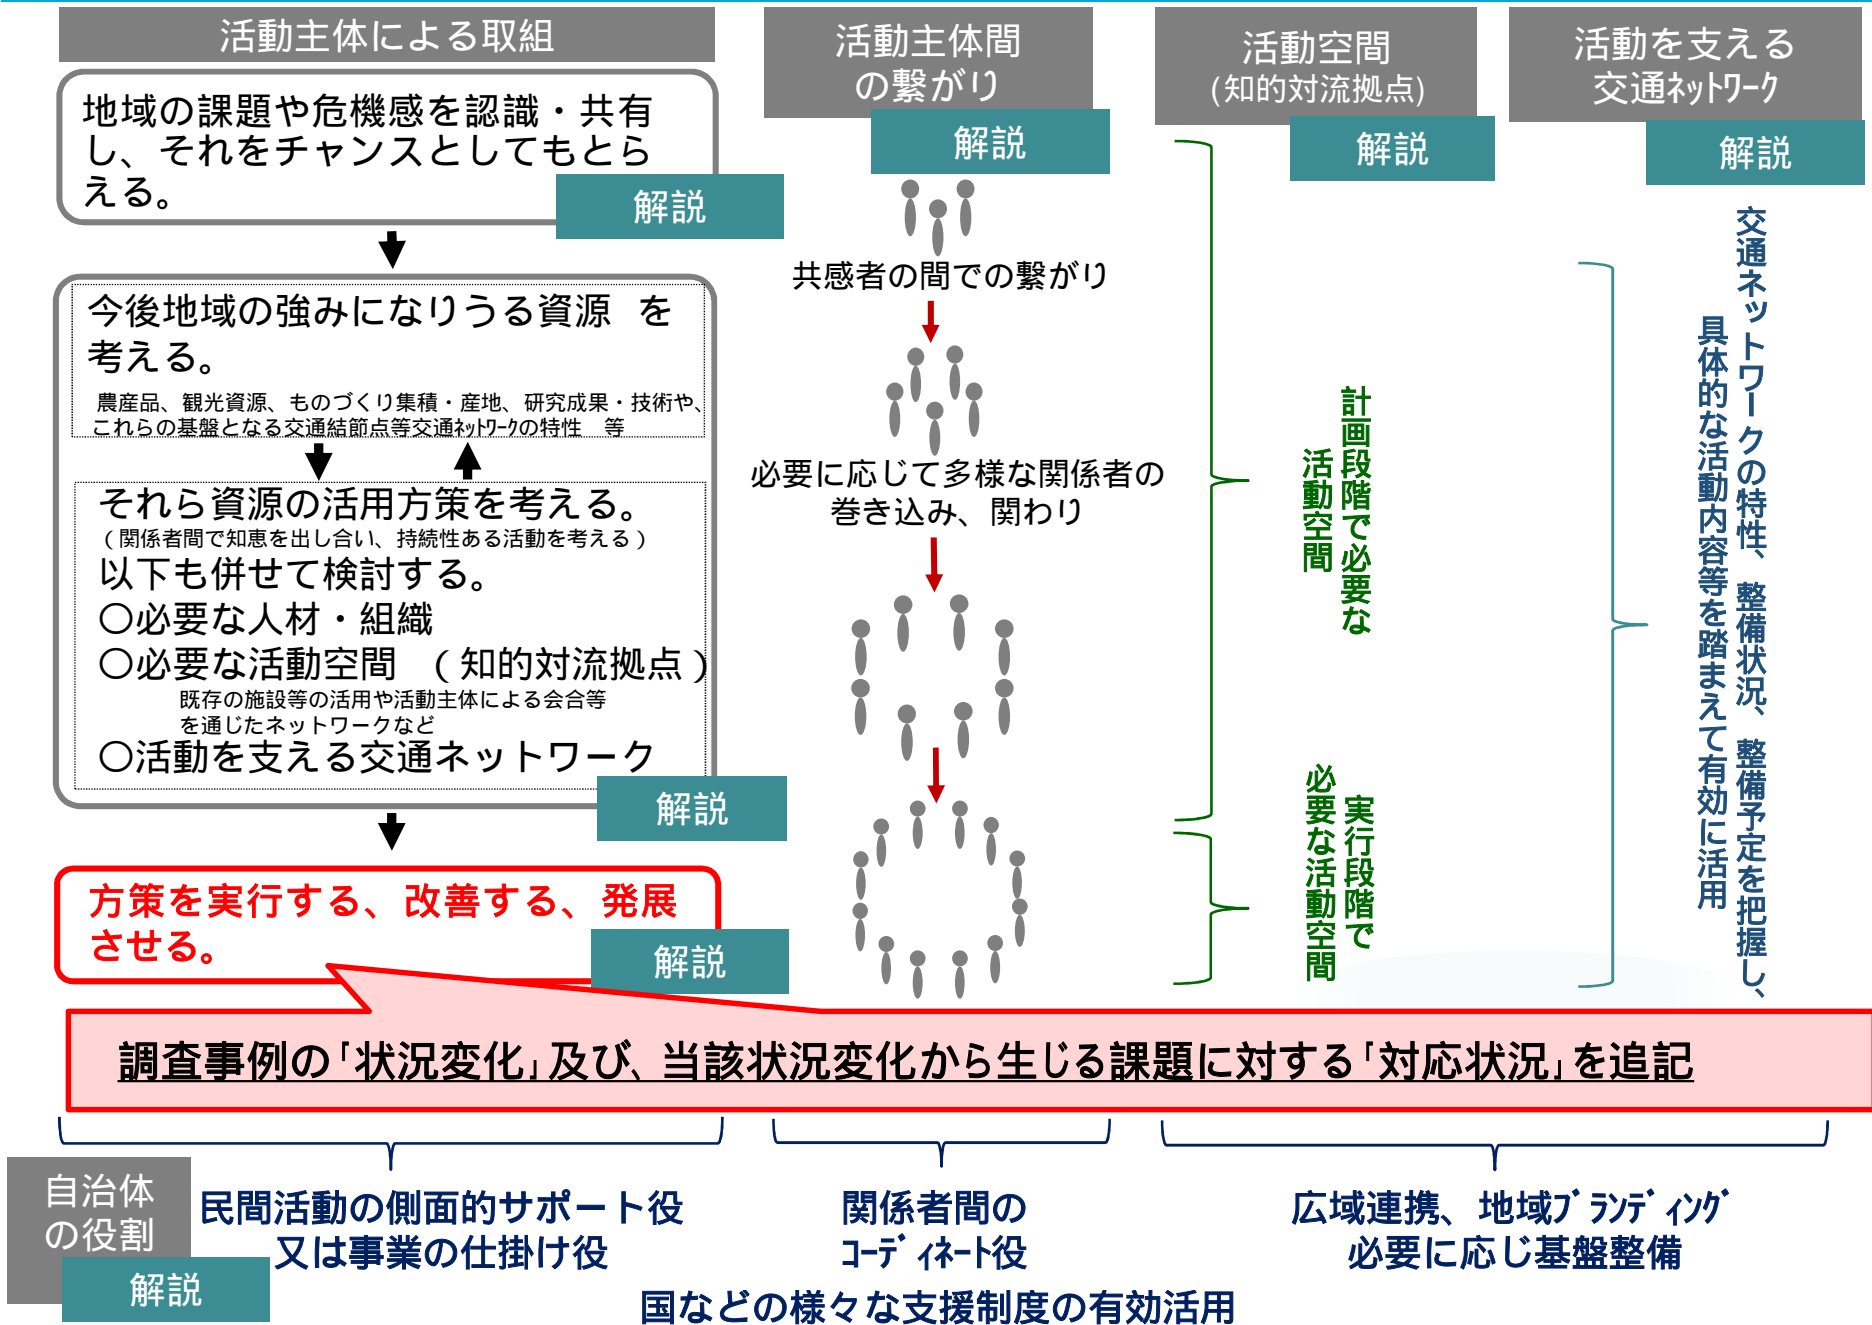 活動主体による取組
地域の課題や危機感を認識・共有
し、それをチャンスとしてもとら
える。
解説
今後地域の強みになりうる資源　を
考える。
農産品、観光資源、ものづくり集積・産地、研究成果・技術や、
これらの基盤となる交通結節点等交通ﾈｯﾄﾜｰｸの特性　等
それら資源の活用方策を考える。
（関係者間で知恵を出し合い、持続性ある活動を考える）
以下も併せて検討する。
〇必要な人材・組織
〇必要な活動空間　（知的対流拠点）
既存の施設等の活用や活動主体による会合等
を通じたネットワークなど
〇活動を支える交通ネットワーク
解説
方策を実行する、改善する、発展
させる。
解説
活動主体間
の繋がり
解説
共感者の間での繋がり
必要に応じて多様な関係者の
巻き込み、関わり
活動空間
(知的対流拠点)
解説
計画段階で必要な
活動空間
実行段階で
必要な活動空間
活動を支える
交通ﾈｯﾄﾜｰｸ
解説
交通ネットワークの特性、整備状況、整備予定を把握し、
具体的な活動内容等を踏まえて有効に活用
調査事例の｢状況変化｣及び、当該状況変化から生じる課題に対する｢対応状況｣を追記
自治体
の役割
解説
民間活動の側面的サポート役
又は事業の仕掛け役
関係者間の
ｺｰﾃﾞｨﾈｰﾄ役
広域連携、地域ﾌﾞﾗﾝﾃﾞｨﾝｸﾞ
必要に応じ基盤整備
国などの様々な支援制度の有効活用